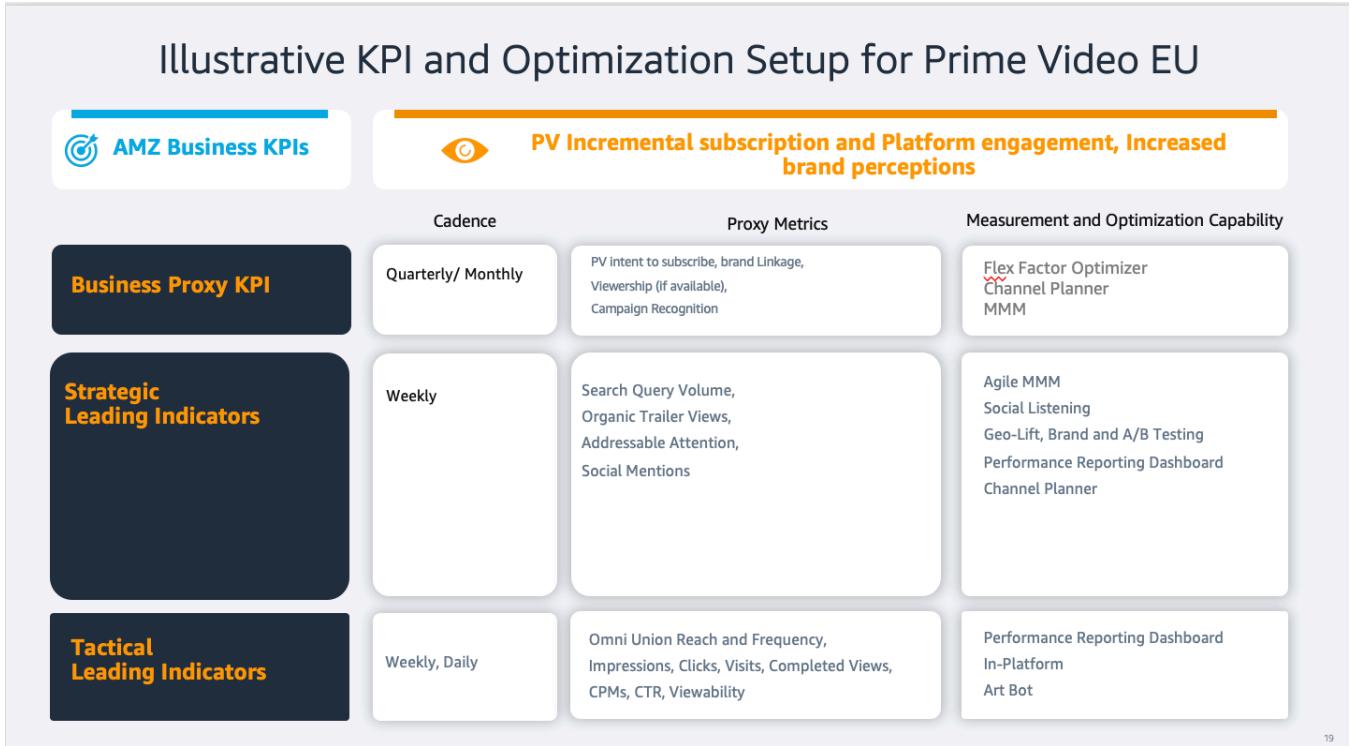 Illustrative KPI and Optimization Setup for Prime Video EU
AMZ Business KPIs
PV Incremental subscription and Platform engagement, Increased
brand perceptions
Cadence
Proxy Metrics
Measurement and Optimization Capability
Business Proxy KPI
Quarterly/ Monthly
PV intent to subscribe, brand Linkage,
Viewership (if available),
Campaign Recognition
Flex Factor Optimizer
Channel Planner
MMM
Strategic
Leading Indicators
Weekly
Search Query Volume,
Organic Trailer Views,
Addressable Attention,
Social Mentions
Agile MMM
Social Listening
Geo-Lift, Brand and A/B Testing
Performance Reporting Dashboard
Channel Planner
Tactical
Leading Indicators
Weekly, Daily
Omni Union Reach and Frequency,
Impressions, Clicks, Visits, Completed Views,
CPMs, CTR, Viewability
Performance Reporting Dashboard
In-Platform
Art Bot
19